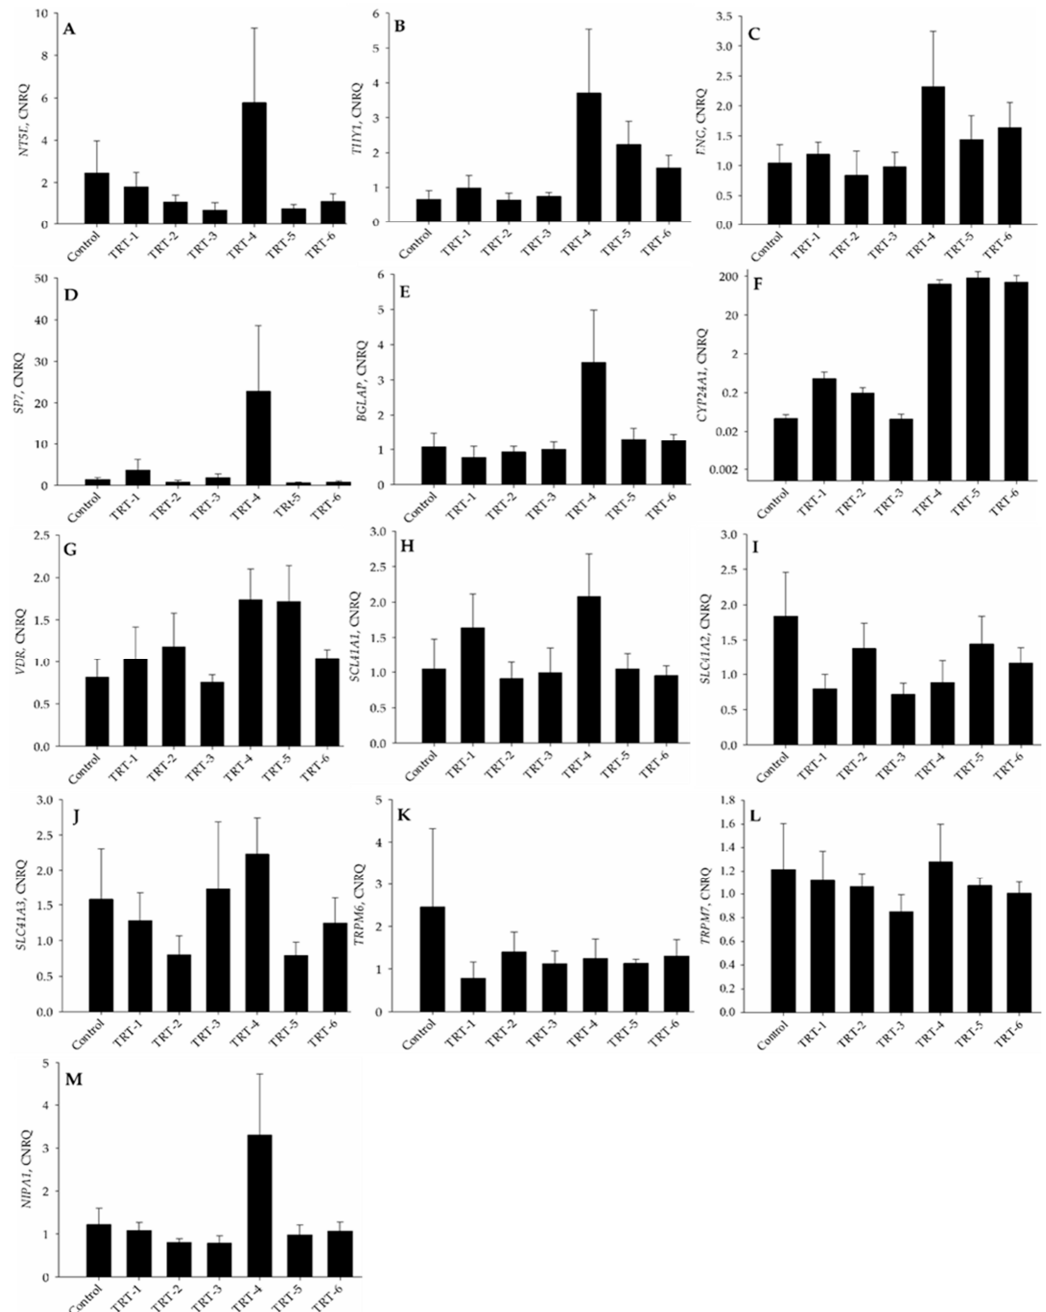 A
NT5E, CNRQ
10
8
6
4
2
0
Control
TRT-1
TRT-2
TRT-3
TRT-4
TRT-5
TRT-6
B
THY1, CNRQ
6
5
4
3
2
1
0
Control
TRT-1
TRT-2
TRT-3
TRT-4
TRT-5
TRT-6
C
ENG, CNRQ
3.5
3.0
2.5
2.0
1.5
1.0
0.5
0.0
Control
TRT-1
TRT-2
TRT-3
TRT-4
TRT-5
TRT-6
D
SP7, CNRQ
50
40
30
20
10
0
Control
TRT-1
TRT-2
TRT-3
TRT-4
TRt-5
TRT-6
E
BGLAP, CNRQ
6
5
4
3
2
1
0
Control
TRT-1
TRT-2
TRT-3
TRT-4
TRT-5
TRT-6
F
CYP24A1, CNRQ
200
20
2
0.2
0.02
0.002
Control
TRT-1
TRT-2
TRT-3
TRT-4
TRT-5
TRT-6
G
VDR, CNRQ
2.5
2.0
1.5
1.0
0.5
0.0
Control
TRT-1
TRT-2
TRT-3
TRT-4
TRT-5
TRT-6
H
SCL41A1, CNRQ
3.0
2.5
2.0
1.5
1.0
0.5
0.0
Control
TRT-1
TRT-2
TRT-3
TRT-4
TRT-5
TRT-6
I
SLC41A2, CNRQ
3.0
2.5
2.0
1.5
1.0
0.5
0.0
Control
TRT-1
TRT-2
TRT-3
TRT-4
TRT-5
TRT-6
J
SLC41A3, CNRQ
3.0
2.5
2.0
1.5
1.0
0.5
0.0
Control
TRT-1
TRT-2
TRT-3
TRT-4
TRT-5
TRT-6
K
TRPM6, CNRQ
5
4
3
2
1
0
Control
TRT-1
TRT-2
TRT-3
TRT-4
TRT-5
TRT-6
L
TRPM7, CNRQ
1.8
1.6
1.4
1.2
1.0
0.8
0.6
0.4
0.2
0.0
Control
TRT-1
TRT-2
TRT-3
TRT-4
TRT-5
TRT-6
M
NIPA1, CNRQ
5
4
3
2
1
0
Control
TRT-1
TRT-2
TRT-3
TRT-4
TRT-5
TRT-6